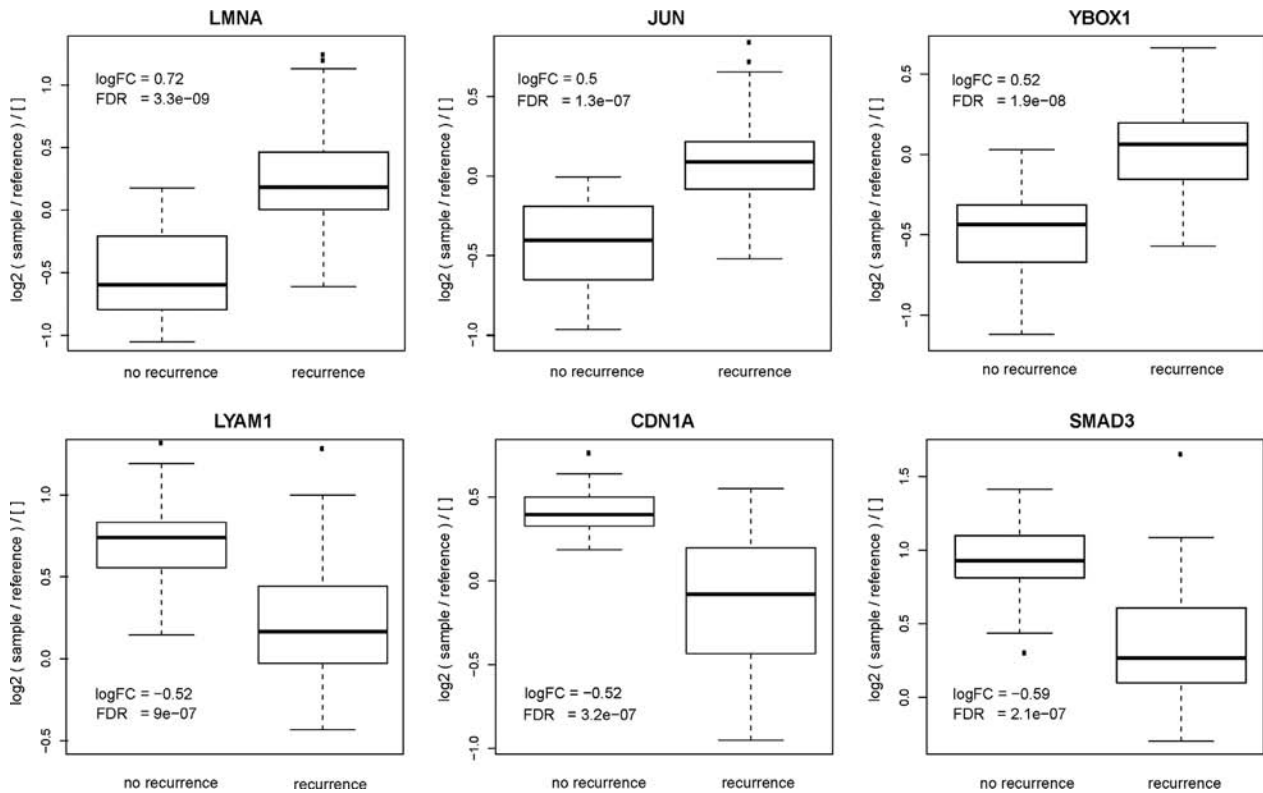 LMNA
logFC = 0.72
FDR = 3.3e−09
log2 ( sample / reference ) / [ ]
1.0
0.5
0.0
−0.5
−1.0
no recurrence
recurrence
JUN
logFC = 0.5
FDR = 1.3e−07
log2 ( sample / reference ) / [ ]
0.5
0.0
−0.5
−1.0
no recurrence
recurrence
YBOX1
logFC = 0.52
FDR = 1.9e−08
log2 ( sample / reference ) / [ ]
0.5
0.0
−0.5
−1.0
no recurrence
recurrence
LYAM1
log2 ( sample / reference ) / [ ]
1.0
0.5
0.0
−0.5
logFC = −0.52
FDR = 9e−07
no recurrence
recurrence
CDN1A
log2 ( sample / reference ) / [ ]
0.5
0.0
−0.5
−1.0
logFC = −0.52
FDR = 3.2e−07
no recurrence
recurrence
SMAD3
log2 ( sample / reference ) / [ ]
1.5
1.0
0.5
0.0
logFC = −0.59
FDR = 2.1e−07
no recurrence
recurrence